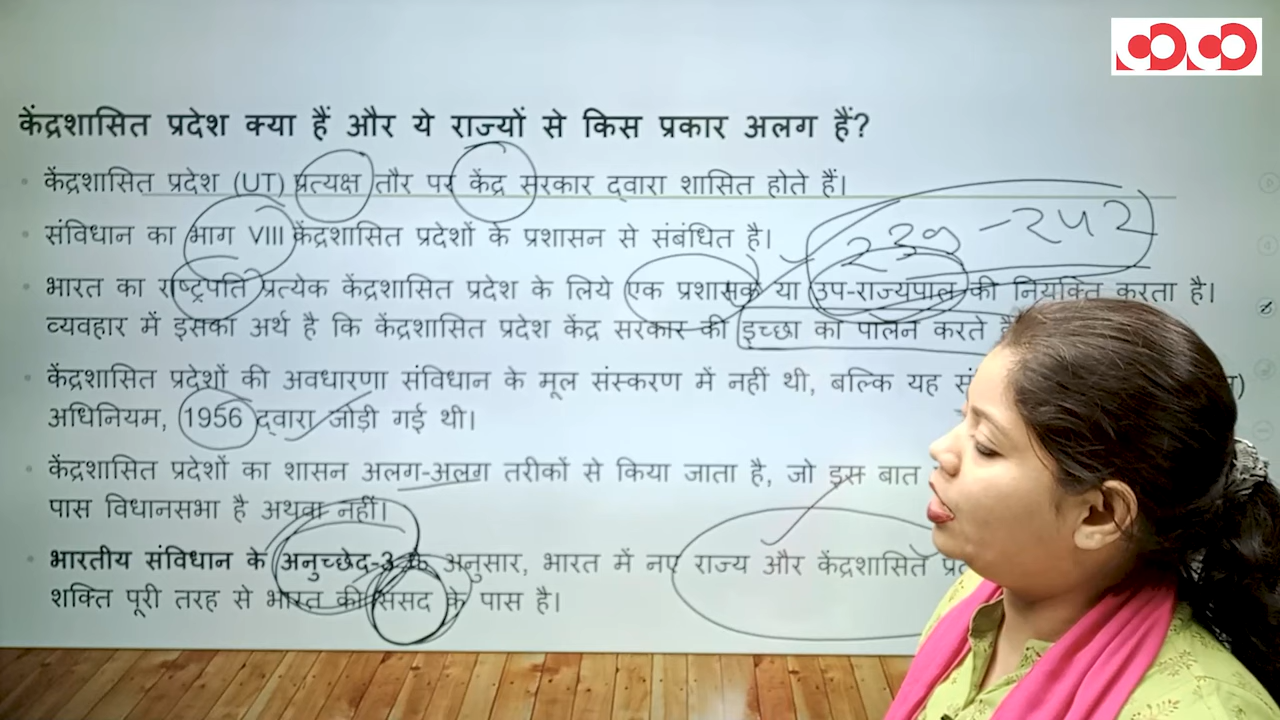 केंद्रशासित प्रदेश क्या हैं और ये राज्यों से किस प्रकार अलग हैं?
केंद्रशासित प्रदेश (UT) प्रत्यक्ष तौर पर केंद्र सरकार द्वारा शासित होते हैं।
संविधान का भाग VIII केंद्रशासित प्रदेशों के प्रशासन से संबंधित है।
239-242
भारत का राष्ट्रपति प्रत्येक केंद्रशासित प्रदेश के लिये एक प्रशासक या उप-राज्यपाल की नियुक्ति करता है।
व्यवहार में इसका अर्थ है कि केंद्रशासित प्रदेश केंद्र सरकार की इच्छा का पालन करते
केंद्रशासित प्रदेशों की अवधारणा संविधान के मूल संस्करण में नहीं थी, बल्कि यह
अधिनियम, 1956 द्वारा जोड़ी गई थी।
केंद्रशासित प्रदेशों का शासन अलग-अलग तरीकों से किया जाता है, जो इस बात
पास विधानसभा है अथवा नहीं।
भारतीय संविधान के अनुच्छेद-3 के अनुसार, भारत में नए राज्य और केंद्रशासित
शक्ति पूरी तरह से भारत की संसद के पास है।